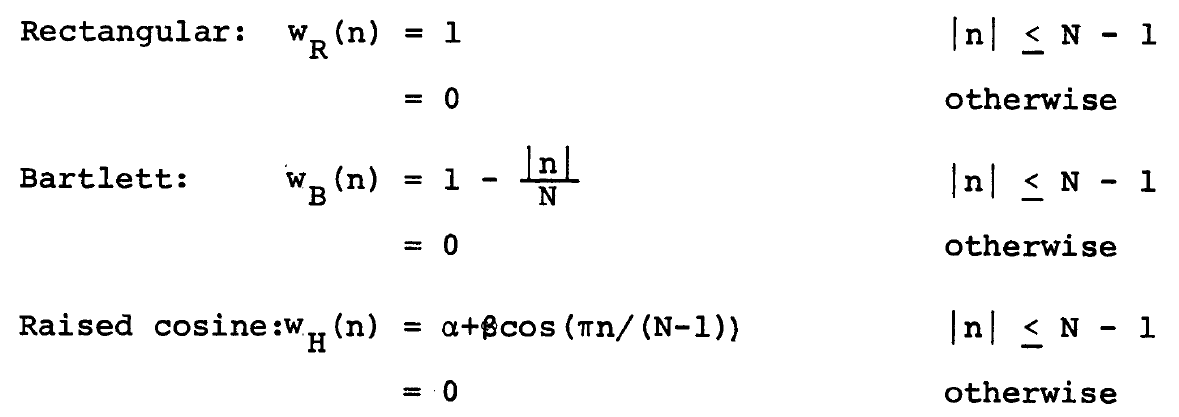 Rectangular: w_R(n) = 1 |n| ≤ N - 1
= 0 otherwise
Bartlett: w_B(n) = 1 - |n|/N |n| ≤ N - 1
= 0 otherwise
Raised cosine:w_H(n) = α+βcos(πn/(N-1)) |n| ≤ N - 1
= 0 otherwise